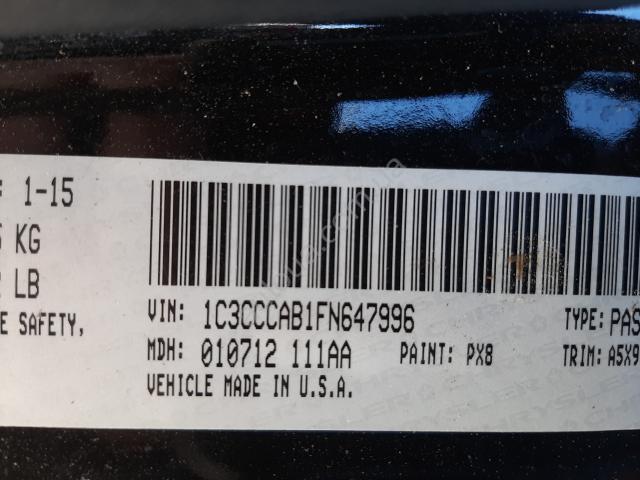 : 1-15
KG
LB
E SAFETY,
VIN: 1C3CCCAB1FN647996 TYPE: PAS
MDH: 010712 111AA PAINT: PX8 TRIM: A5X9
VEHICLE MADE IN U.S.A.
CHRYSLER